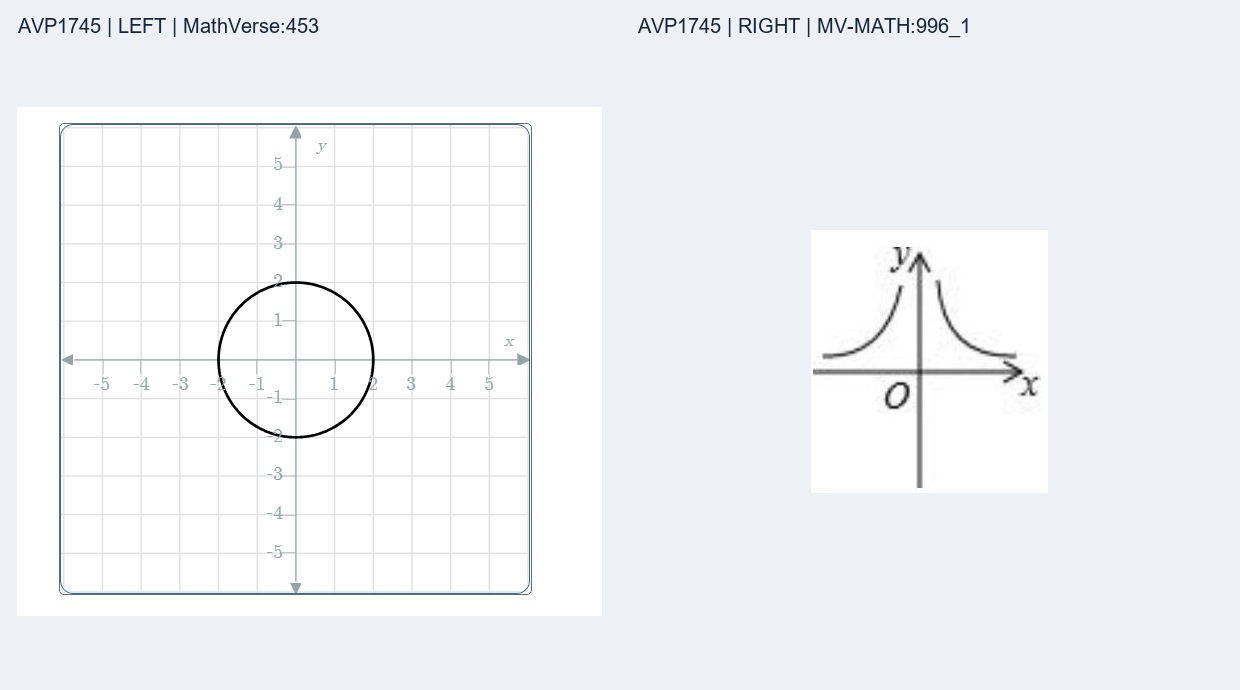 AVP1745 | LEFT | MathVerse:453
AVP1745 | RIGHT | MV-MATH:996_1
y
5
4
3
2
1
x
-5 -4 -3 -2 -1 1 2 3 4 5
-1
-2
-3
-4
-5
y
O
x